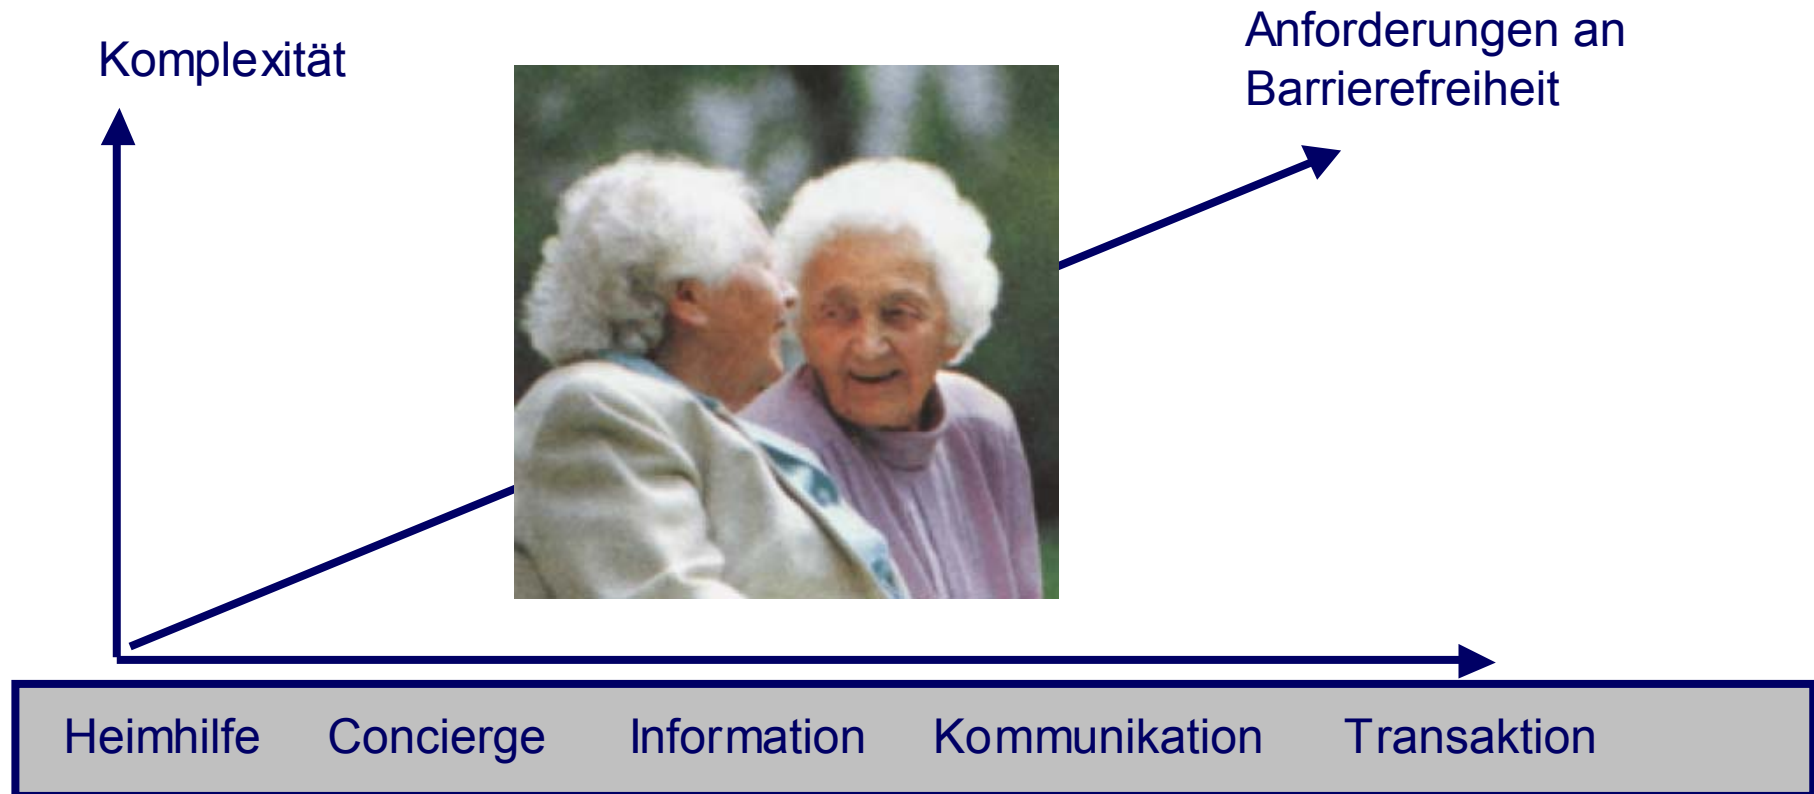 Komplexität
Anforderungen an
Barrierefreiheit
Heimhilfe Concierge Information Kommunikation Transaktion